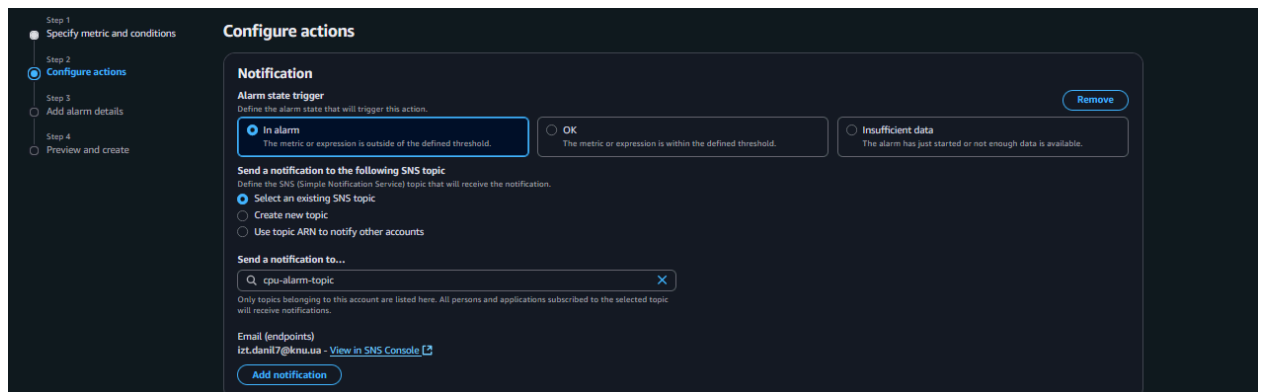 Step 1
Specify metric and conditions
Step 2
Configure actions
Step 3
Add alarm details
Step 4
Preview and create
Configure actions
Notification
Alarm state trigger
Define the alarm state that will trigger this action.
Remove
In alarm
The metric or expression is outside of the defined threshold.
OK
The metric or expression is within the defined threshold.
Insufficient data
The alarm has just started or not enough data is available.
Send a notification to the following SNS topic
Define the SNS (Simple Notification Service) topic that will receive the notification.
Select an existing SNS topic
Create new topic
Use topic ARN to notify other accounts
Send a notification to...
cpu-alarm-topic
Only topics belonging to this account are listed here. All persons and applications subscribed to the selected topic
will receive notifications.
Email (endpoints)
izt.danil7@knu.ua - View in SNS Console
Add notification